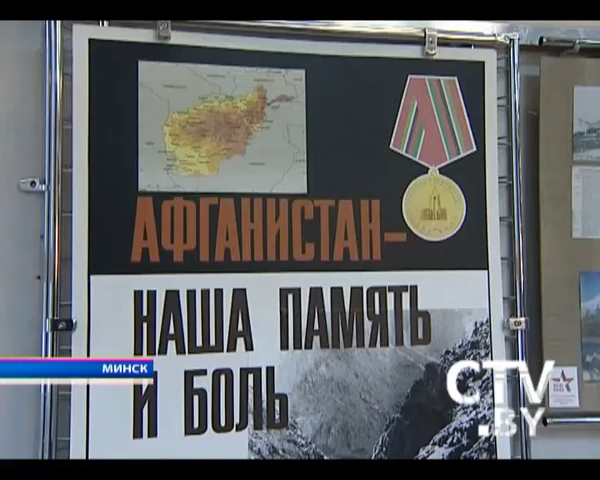 АФГАНИСТАН-
НАША ПАМЯТЬ
И БОЛЬ
МИНСК
CTV
.BY